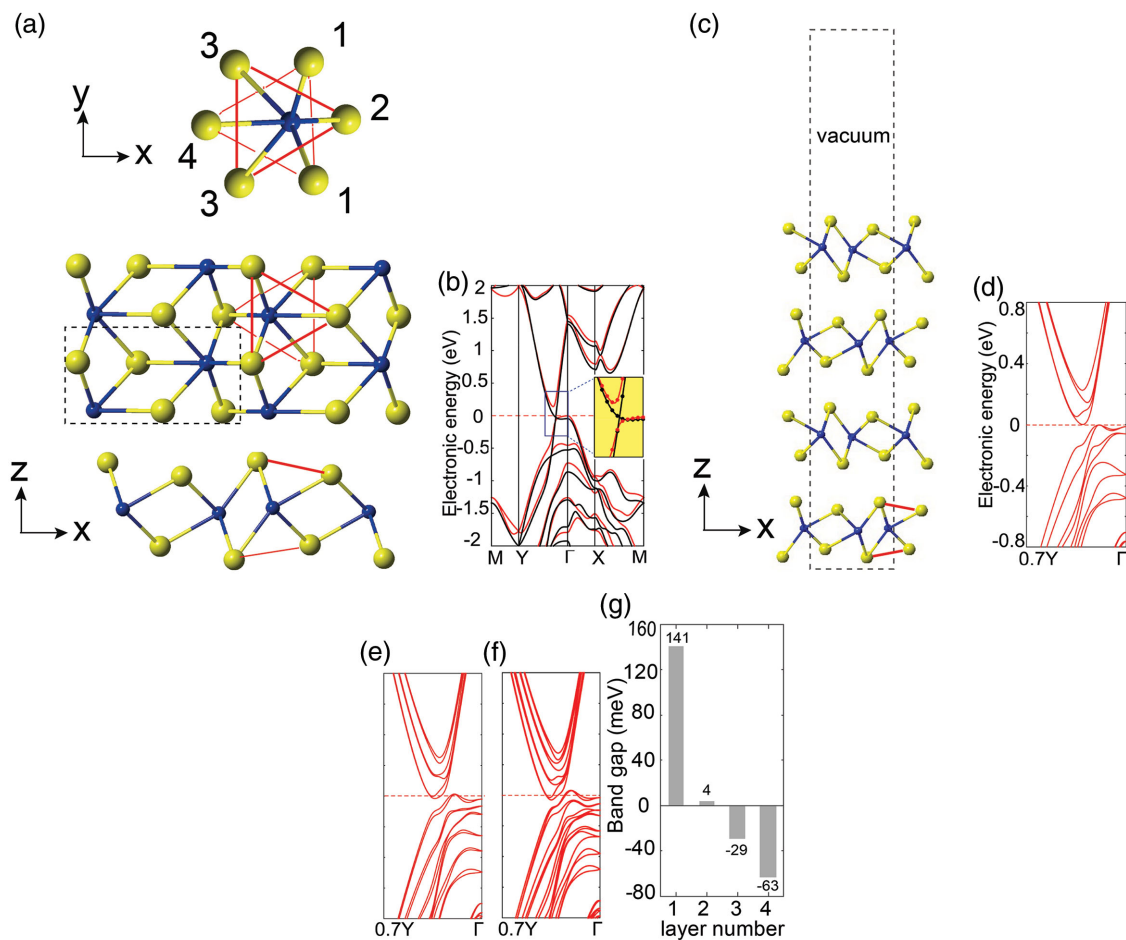 (a)
3
1
y
x
2
4
3
1
z
x
(b)
Electronic energy (eV)
2
1.5
1
0.5
0
-0.5
-1
-1.5
-2
M Y Γ X M
(c)
vacuum
z
x
(d)
Electronic energy (eV)
0.8
0.4
0
-0.4
-0.8
0.7Y Γ
(e)
0.7Y Γ
(f)
0.7Y Γ
(g)
Band gap (meV)
160
120
80
40
0
-40
-80
141
4
-29
-63
1 2 3 4
layer number